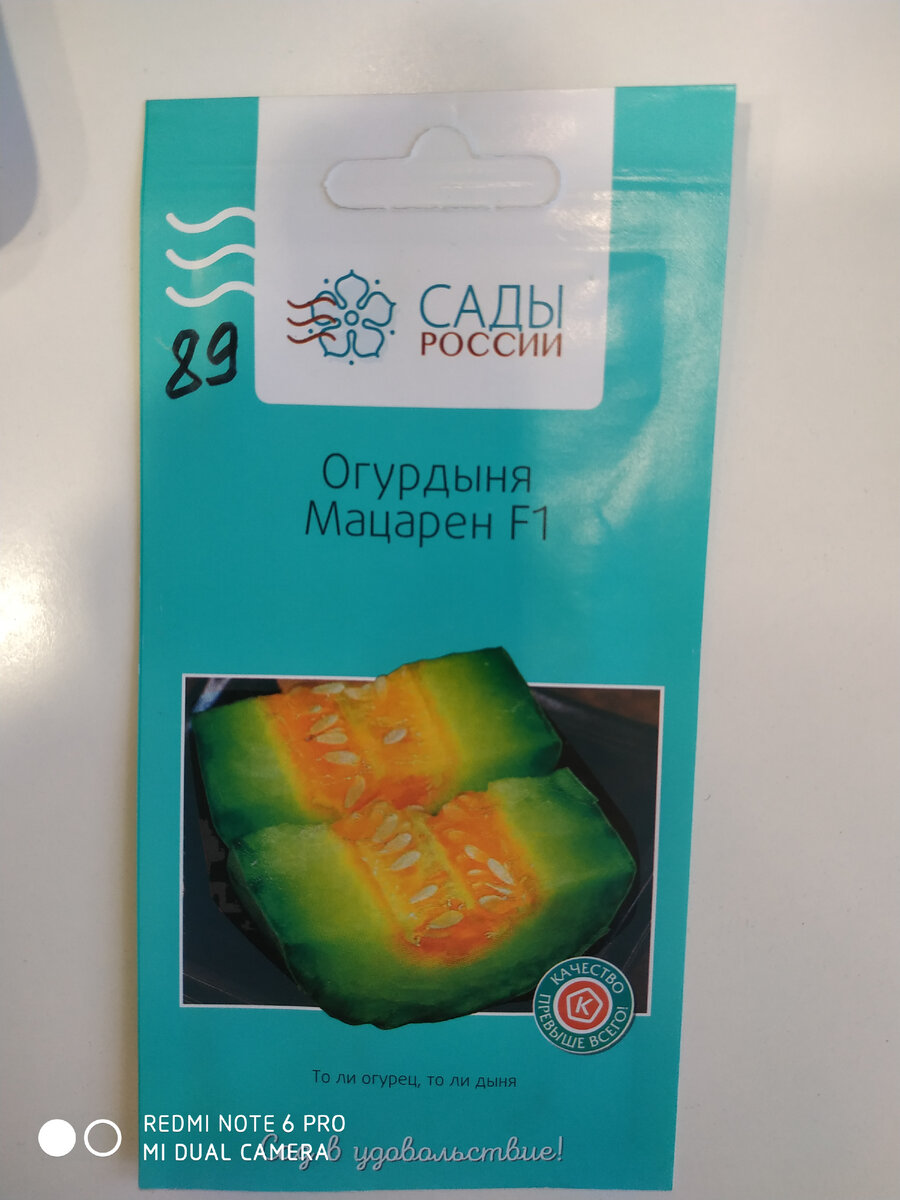 САДЫ
РОССИИ
89
Огурдыня
Мацарен F1
КАЧЕСТВО
К
ПРЕВЫШЕ ВСЕГО!
То ли огурец, то ли дыня
Сад в удовольствие!
REDMI NOTE 6 PRO
MI DUAL CAMERA